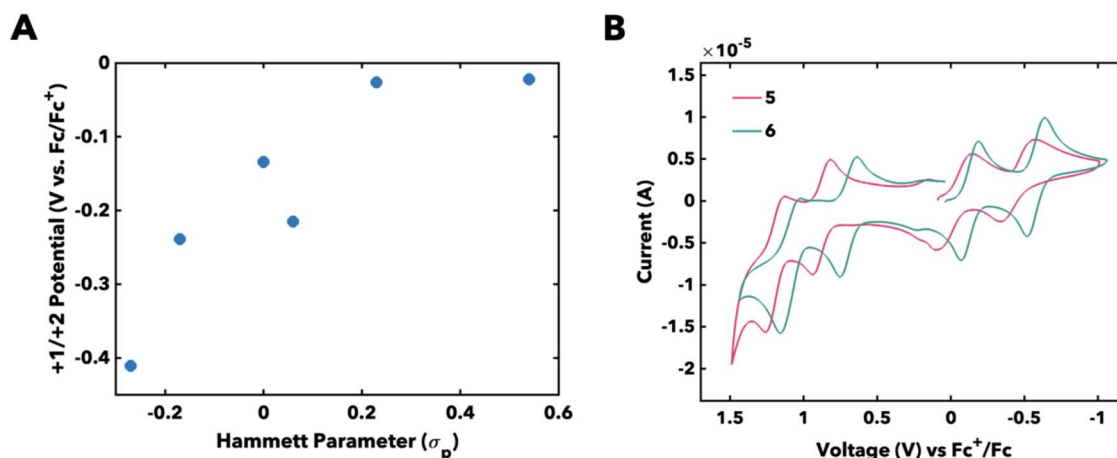 A
+1/+2 Potential (V vs. Fc/Fc⁺)
0
-0.1
-0.2
-0.3
-0.4
-0.2 0 0.2 0.4 0.6
Hammett Parameter (σₚ)
B
×10⁻⁵
5
6
Current (A)
1.5
1
0.5
0
-0.5
-1
-1.5
-2
1.5 1 0.5 0 -0.5 -1
Voltage (V) vs Fc⁺/Fc